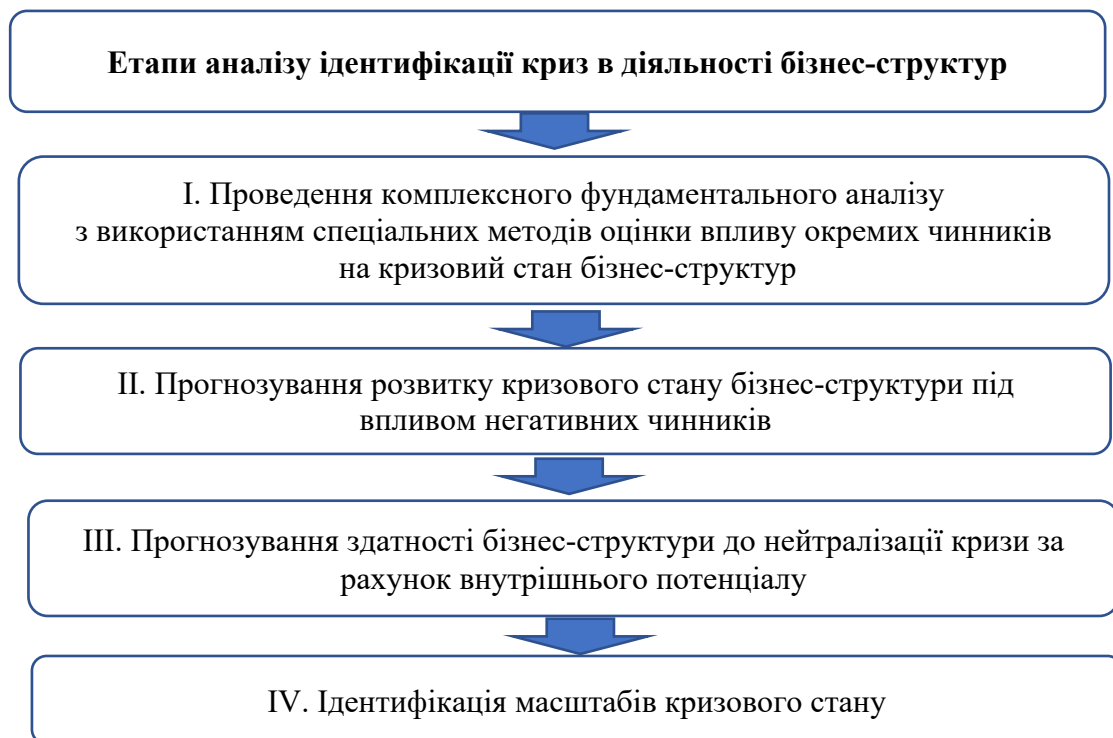 Етапи аналізу ідентифікації криз в діяльності бізнес-структур
І. Проведення комплексного фундаментального аналізу
з використанням спеціальних методів оцінки впливу окремих чинників
на кризовий стан бізнес-структур
ІІ. Прогнозування розвитку кризового стану бізнес-структури під
впливом негативних чинників
ІІІ. Прогнозування здатності бізнес-структури до нейтралізації кризи за
рахунок внутрішнього потенціалу
IV. Ідентифікація масштабів кризового стану